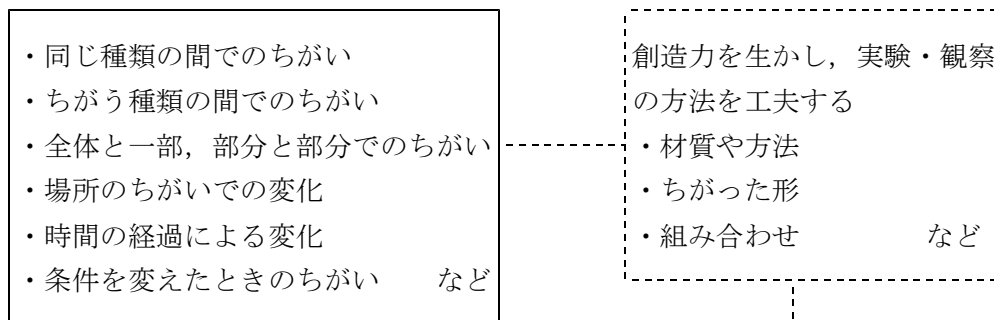 ・同じ種類の間でのちがい
・ちがう種類の間でのちがい
・全体と一部，部分と部分でのちがい
・場所のちがいでの変化
・時間の経過による変化
・条件を変えたときのちがい　　など
創造力を生かし，実験・観察
の方法を工夫する
・材質や方法
・ちがった形
・組み合わせ　　　　　など